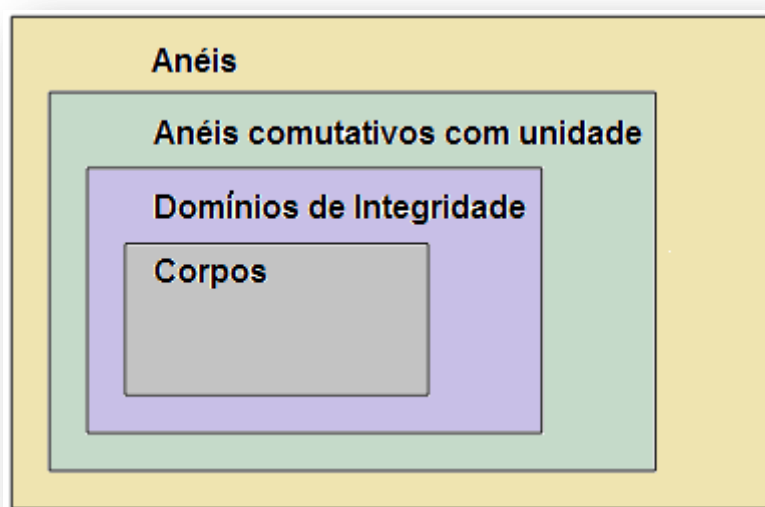 Anéis
Anéis comutativos com unidade
Domínios de Integridade
Corpos